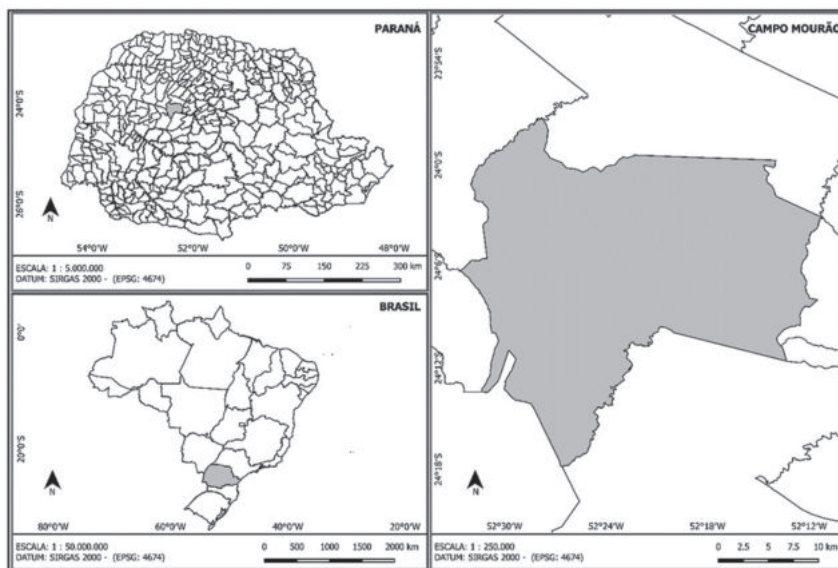 PARANÁ
24°0'S
26°0'S
N
54°0'W 52°0'W 50°0'W 48°0'W
ESCALA: 1 : 5.000.000
DATUM: SIRGAS 2000 - (EPSG: 4674)
0 75 150 225 300 km
BRASIL
0°0'
20°0'S
N
80°0'W 60°0'W 40°0'W 20°0'W
ESCALA: 1 : 50.000.000
DATUM: SIRGAS 2000 - (EPSG: 4674)
0 500 1000 1500 2000 km
CAMPO MOURÃO
23°54'S
24°0'S
24°6'S
24°12'S
24°18'S
N
52°30'W 52°24'W 52°18'W 52°12'W
ESCALA: 1 : 250.000
DATUM: SIRGAS 2000 - (EPSG: 4674)
0 2.5 5 7.5 10 km